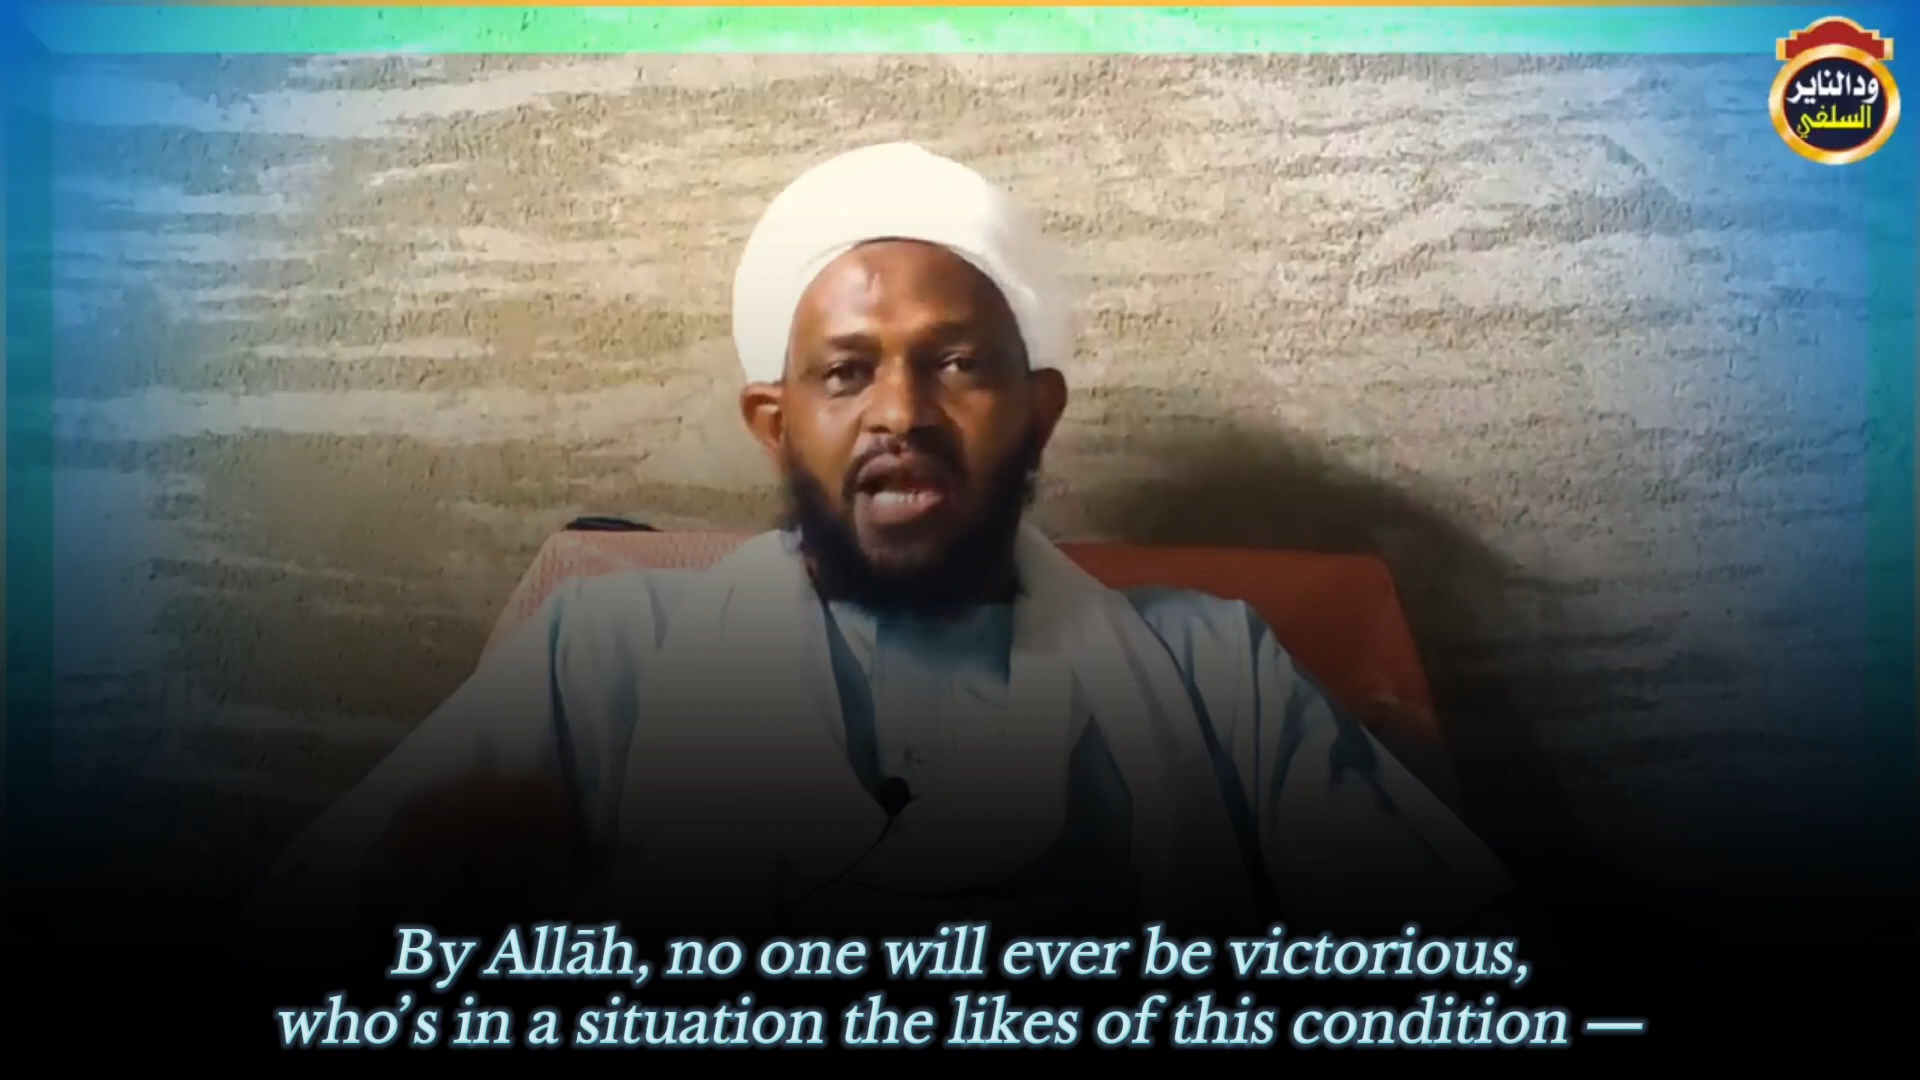 ودالناير
السلفي
By Allāh, no one will ever be victorious,
who’s in a situation the likes of this condition —